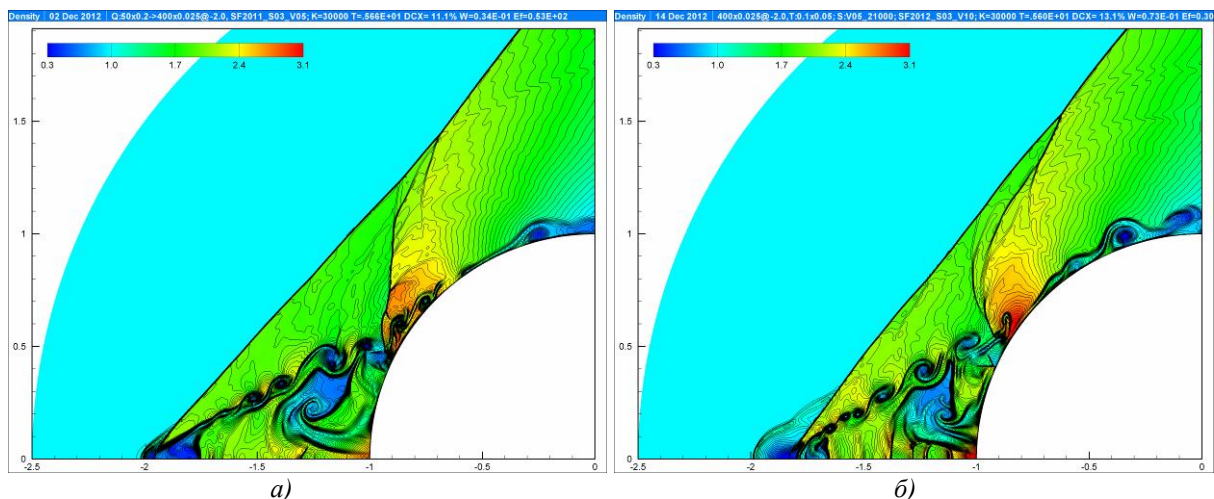 Density 02 Dec 2012 Q:50x0.2->400x0.025@-2.0, SF2011_S03_V05; K=30000 T=.566E+01 DCX= 11.1% W=0.34E-01 Ef=0.53E+02
0.3 1.0 1.7 2.4 3.1
1.5
1
0.5
0
-2.5 -2 -1.5 -1 -0.5 0
а)
Density 14 Dec 2012 400x0.025@-2.0,T:0.1x0.05; S:V05_21000; SF2012_S03_V10; K=30000 T=.560E+01 DCX= 13.1% W=0.73E-01 Ef=0.30
0.3 1.0 1.7 2.4 3.1
1.5
1
0.5
0
-2.5 -2 -1.5 -1 -0.5 0
б)